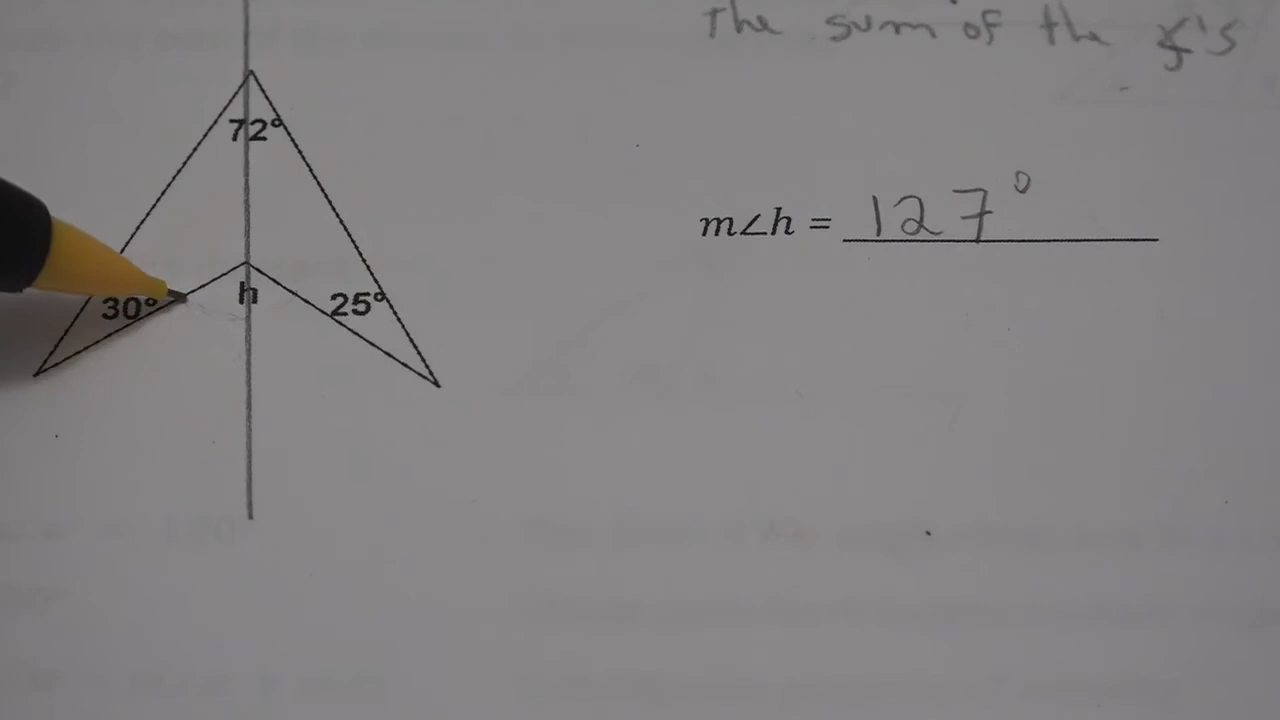 The sum of the ∡'s
72°
m∠h = 127°
30°
h
25°